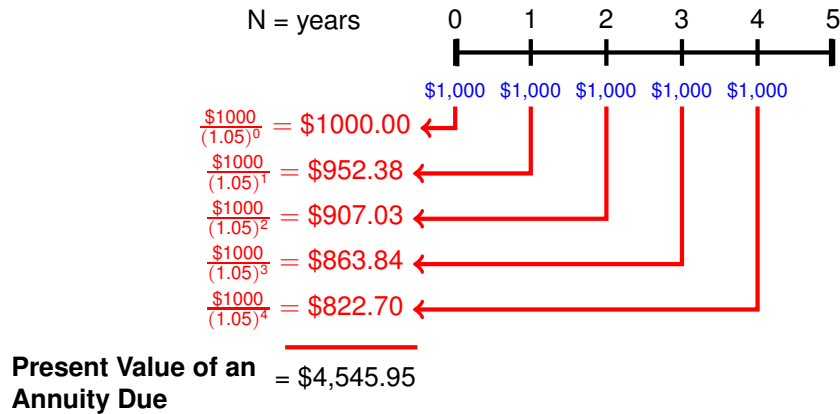 N = years 0 1 2 3 4 5
$1,000 $1,000 $1,000 $1,000 $1,000
$1000/(1.05)^0 = $1000.00
$1000/(1.05)^1 = $952.38
$1000/(1.05)^2 = $907.03
$1000/(1.05)^3 = $863.84
$1000/(1.05)^4 = $822.70
Present Value of an
Annuity Due
= $4,545.95